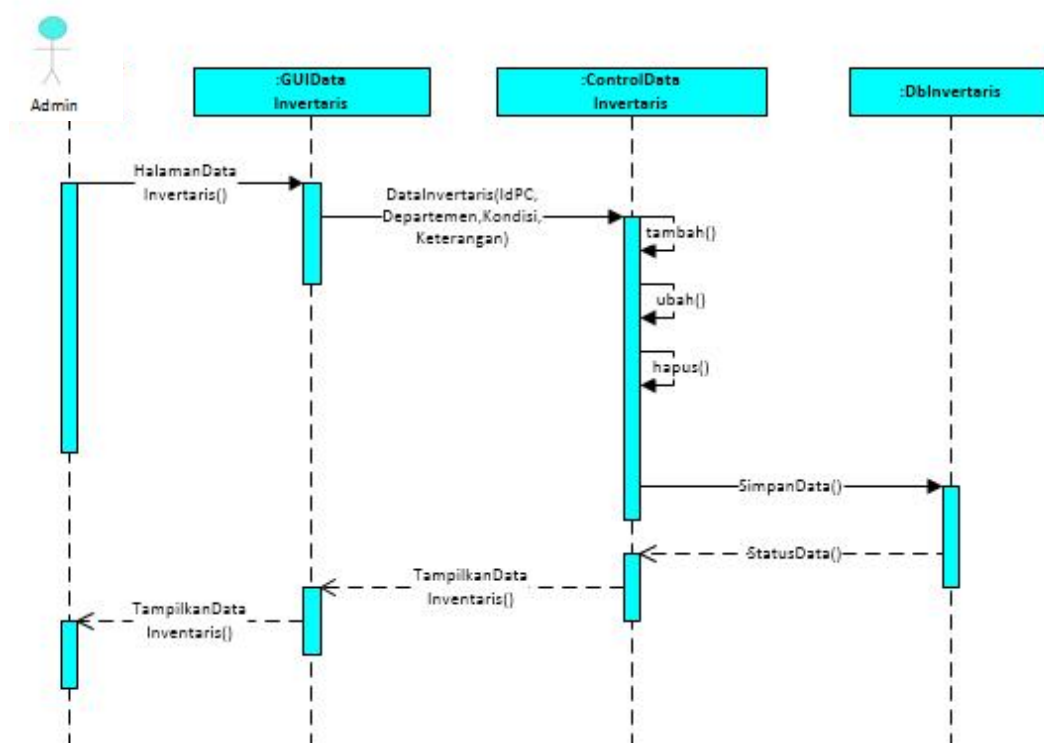 Admin
:GUIData
Invertaris
:ControlData
Invertaris
:DbInvertaris
HalamanData
Invertaris()
DataInvertaris(IdPC,
Departemen,Kondisi,
Keterangan)
tambah()
ubah()
hapus()
SimpanData()
StatusData()
TampilkanData
Inventaris()
TampilkanData
Inventaris()